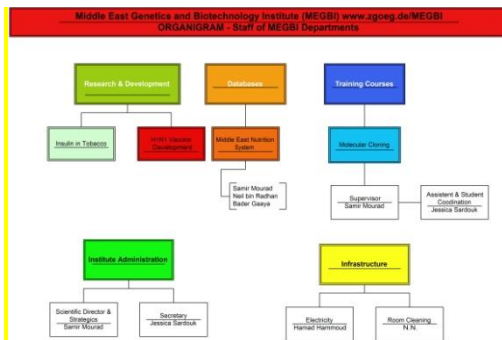 Middle East Genetics and Biotechnology Institute (MEGBI) www.zgoeg.de/MEGBI
ORGANIGRAM - Staff of MEGBI Departments
Research & Development
Databases
Training Courses
Insulin in Tobacco
H1N1 Vaccine
Development
Middle East Nutrition
System
Molecular Cloning
Samir Mourad
Neil bin Radhan
Bader Gaaya
Supervisor
Samir Mourad
Assistent & Student
Coodination
Jessica Sardouk
Institute Administration
Infrastructure
Scientific Director &
Strategics
Samir Mourad
Secretary
Jessica Sardouk
Electricity
Hamad Hammoud
Room Cleaning
N.N.